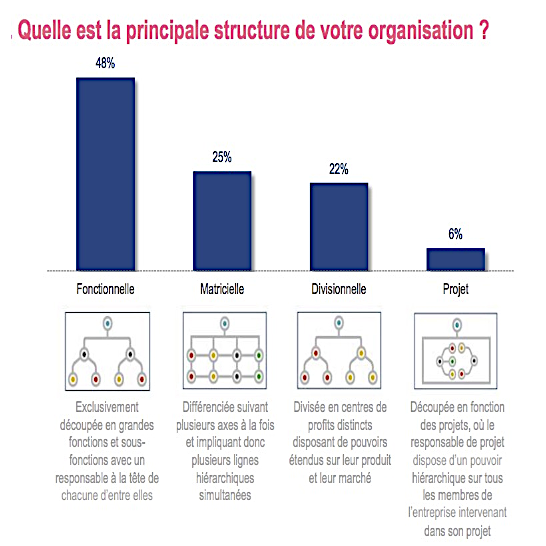 Quelle est la principale structure de votre organisation ?
48%
25%
22%
6%
Fonctionnelle
Matricielle
Divisionnelle
Projet
Exclusivement
découpée en grandes
fonctions et sous-
fonctions avec un
responsable à la tête de
chacune d'entre elles
Différenciée suivant
plusieurs axes à la fois
et impliquant donc
plusieurs lignes
hiérarchiques
simultanées
Divisée en centres de
profits distincts
disposant de pouvoirs
étendus sur leur produit
et leur marché
Découpée en fonction
des projets, où le
responsable de projet
dispose d'un pouvoir
hiérarchique sur tous
les membres de
l'entreprise intervenant
dans son projet